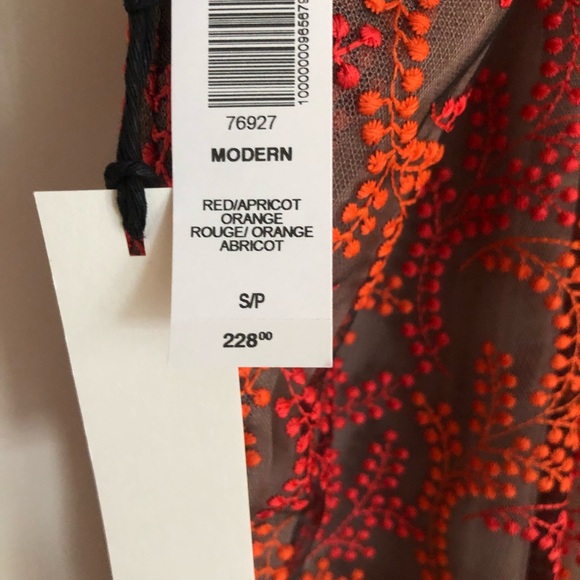 76927
MODERN
RED/APRICOT
ORANGE
ROUGE/ ORANGE
ABRICOT
S/P
228⁰⁰